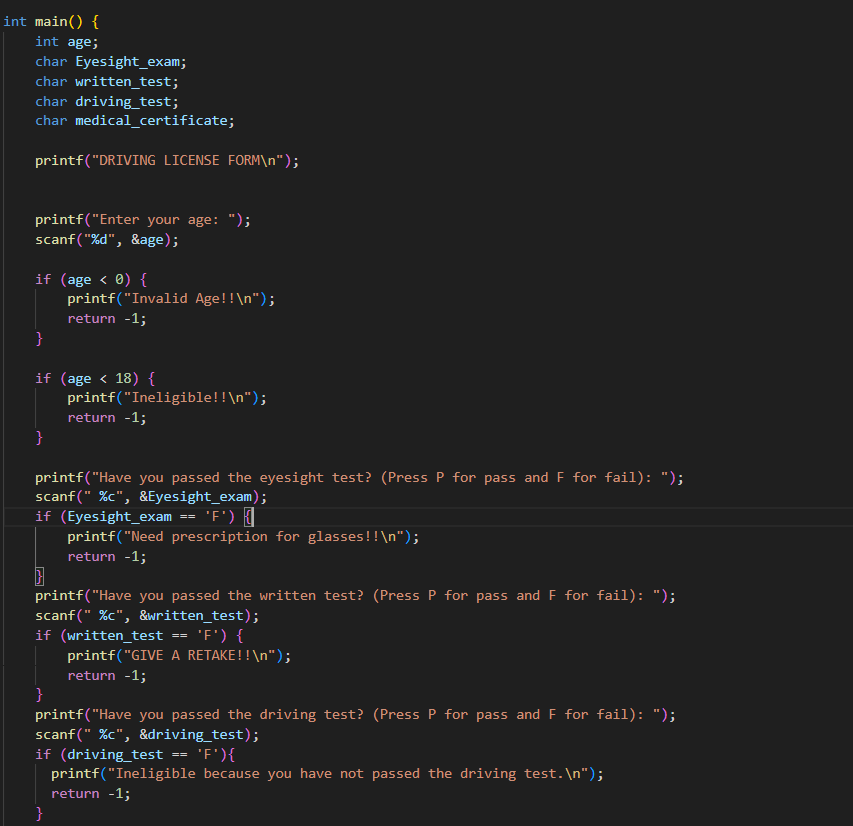 int main() {
    int age;
    char Eyesight_exam;
    char written_test;
    char driving_test;
    char medical_certificate;

    printf("DRIVING LICENSE FORM\n");


    printf("Enter your age: ");
    scanf("%d", &age);

    if (age < 0) {
        printf("Invalid Age!!\n");
        return -1;
    }

    if (age < 18) {
        printf("Ineligible!!\n");
        return -1;
    }

    printf("Have you passed the eyesight test? (Press P for pass and F for fail): ");
    scanf(" %c", &Eyesight_exam);
    if (Eyesight_exam == 'F') {
        printf("Need prescription for glasses!!\n");
        return -1;
    }
    printf("Have you passed the written test? (Press P for pass and F for fail): ");
    scanf(" %c", &written_test);
    if (written_test == 'F') {
        printf("GIVE A RETAKE!!\n");
        return -1;
    }
    printf("Have you passed the driving test? (Press P for pass and F for fail): ");
    scanf(" %c", &driving_test);
    if (driving_test == 'F'){
      printf("Ineligible because you have not passed the driving test.\n");
      return -1;
    }